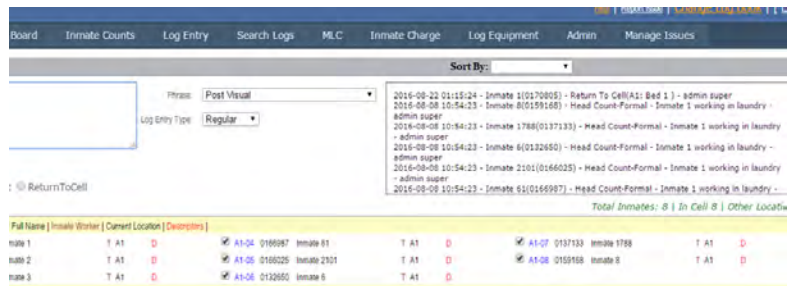 Change Log Book
Board Inmate Counts Log Entry Search Logs MLC Inmate Charge Log Equipment Admin Manage Issues
Sort By:
Phrase: Post Visual
Log Entry Type: Regular
2016-08-22 01:15:24 - Inmate 1(0170805) - Return To Cell(A1: Bed 1 ) - admin super
2016-08-08 10:54:23 - Inmate 8(0159168) - Head Count-Formal - Inmate 1 working in laundry -
admin super
2016-08-08 10:54:23 - Inmate 1788(0137133) - Head Count-Formal - Inmate 1 working in laundry
- admin super
2016-08-08 10:54:23 - Inmate 6(0132650) - Head Count-Formal - Inmate 1 working in laundry -
admin super
2016-08-08 10:54:23 - Inmate 2101(0166025) - Head Count-Formal - Inmate 1 working in laundry
- admin super
2016-08-08 10:54:23 - Inmate 61(0166987) - Head Count-Formal - Inmate 1 working in laundry -
: ReturnToCell
Total Inmates: 8 | In Cell 8 | Other Locati
Full Name | Inmate Worker | Current Location | Descriptors |
nmate 1 T A1 D A1-04 0166987 Inmate 61 T A1 D A1-07 0137133 Inmate 1788 T A1 D
nmate 2 T A1 D A1-05 0166025 Inmate 2101 T A1 D A1-08 0159168 Inmate 8 T A1 D
nmate 3 T A1 D A1-06 0132650 Inmate 6 T A1 D